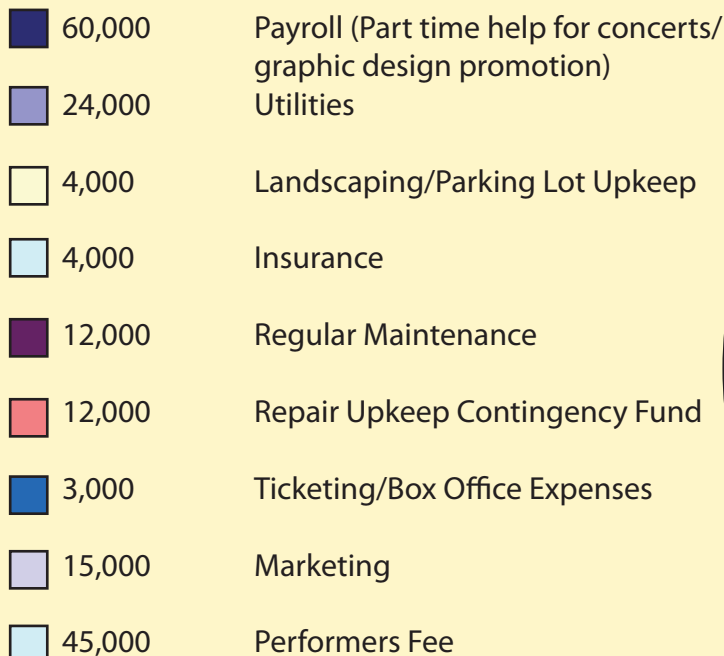 60,000 Payroll (Part time help for concerts/
graphic design promotion)
24,000 Utilities
4,000 Landscaping/Parking Lot Upkeep
4,000 Insurance
12,000 Regular Maintenance
12,000 Repair Upkeep Contingency Fund
3,000 Ticketing/Box Office Expenses
15,000 Marketing
45,000 Performers Fee